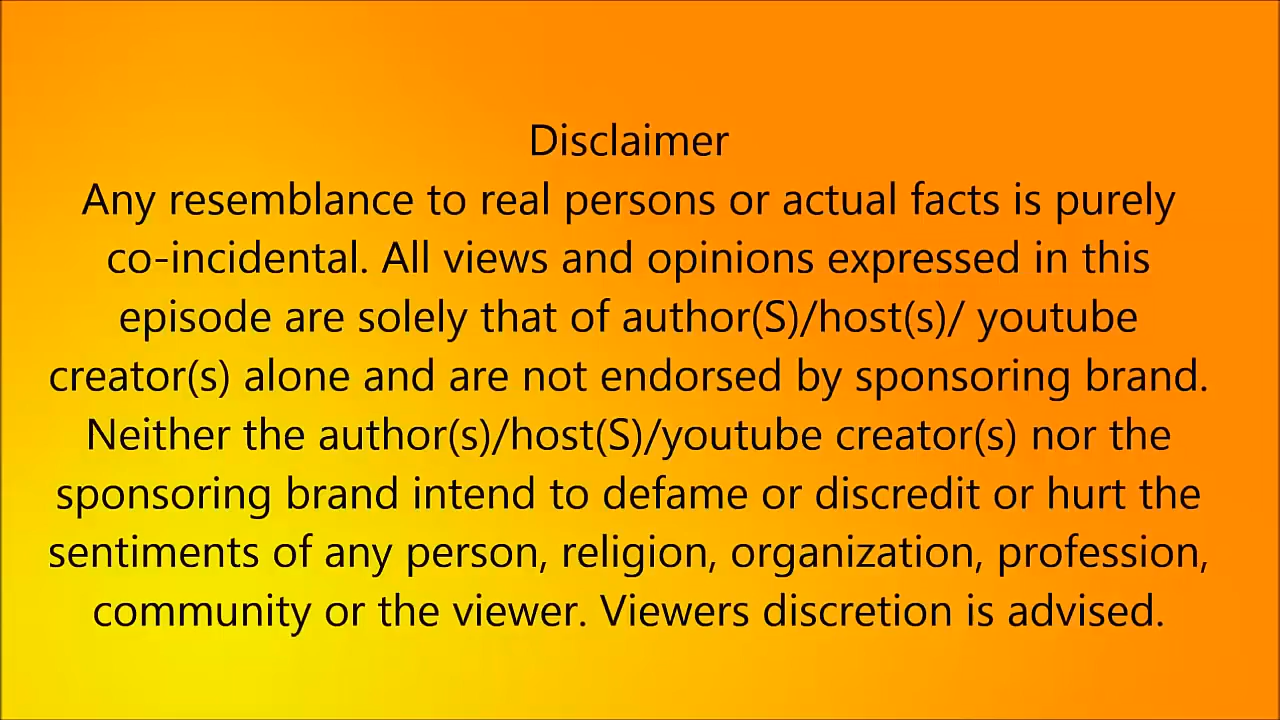 Disclaimer
Any resemblance to real persons or actual facts is purely
co-incidental. All views and opinions expressed in this
episode are solely that of author(S)/host(s)/ youtube
creator(s) alone and are not endorsed by sponsoring brand.
Neither the author(s)/host(S)/youtube creator(s) nor the
sponsoring brand intend to defame or discredit or hurt the
sentiments of any person, religion, organization, profession,
community or the viewer. Viewers discretion is advised.